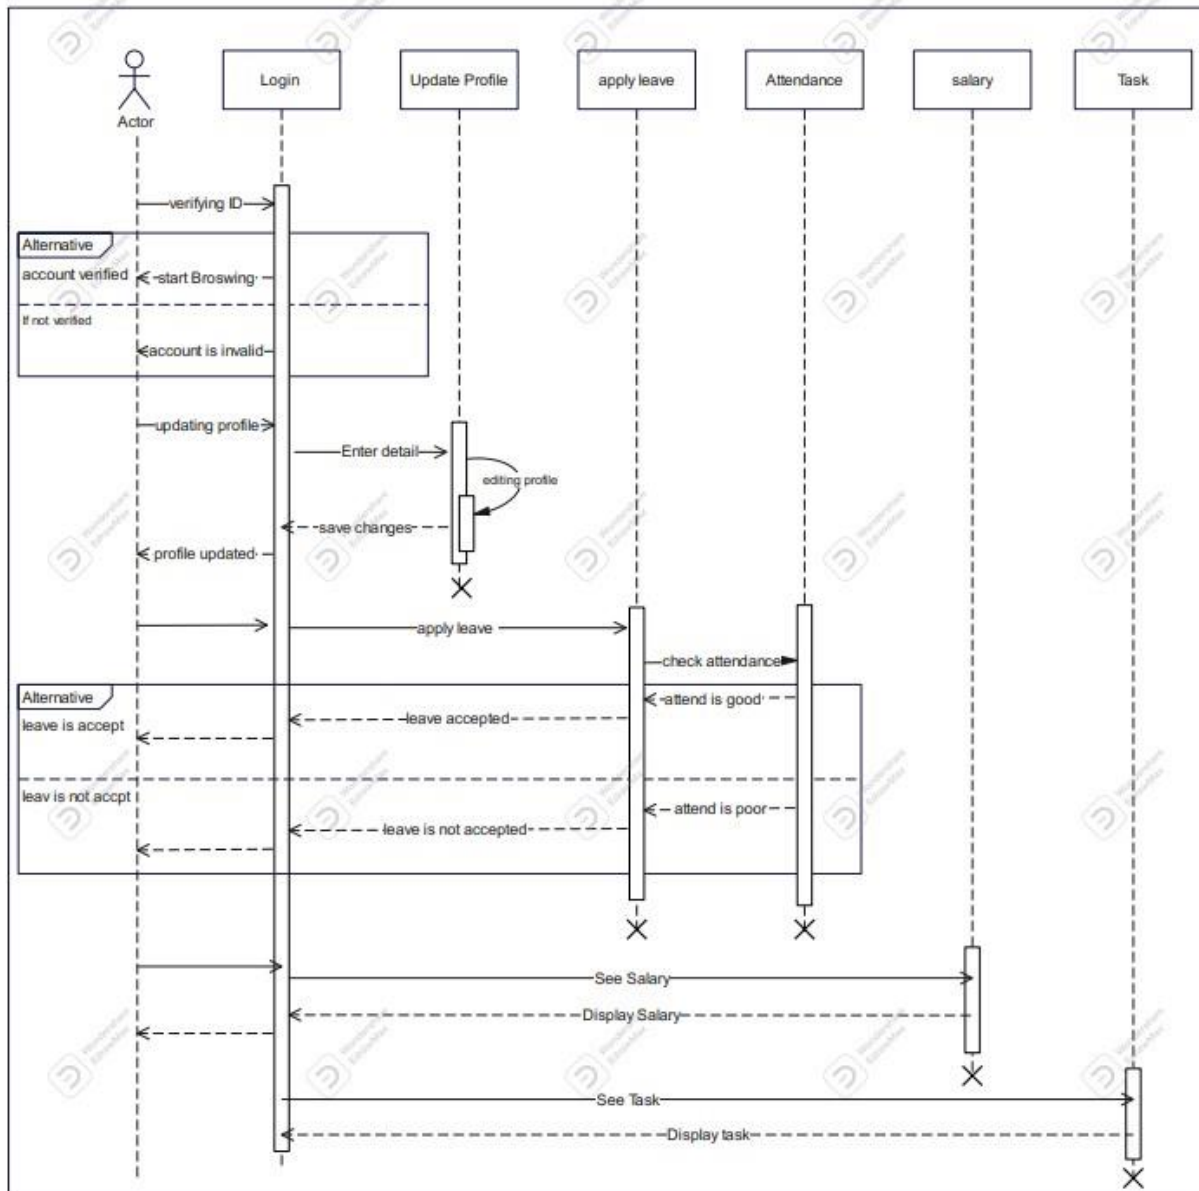 Login
Update Profile
apply leave
Attendance
salary
Task
Actor
verifying ID
Alternative
account verified
start Broswing
If not verified
account is invalid
updating profile
Enter detail
editing profile
save changes
profile updated
apply leave
check attendance
Alternative
attend is good
leave accepted
leave is accept
leav is not accpt
attend is poor
leave is not accepted
See Salary
Display Salary
See Task
Display task
Wondershare
EdrawMax